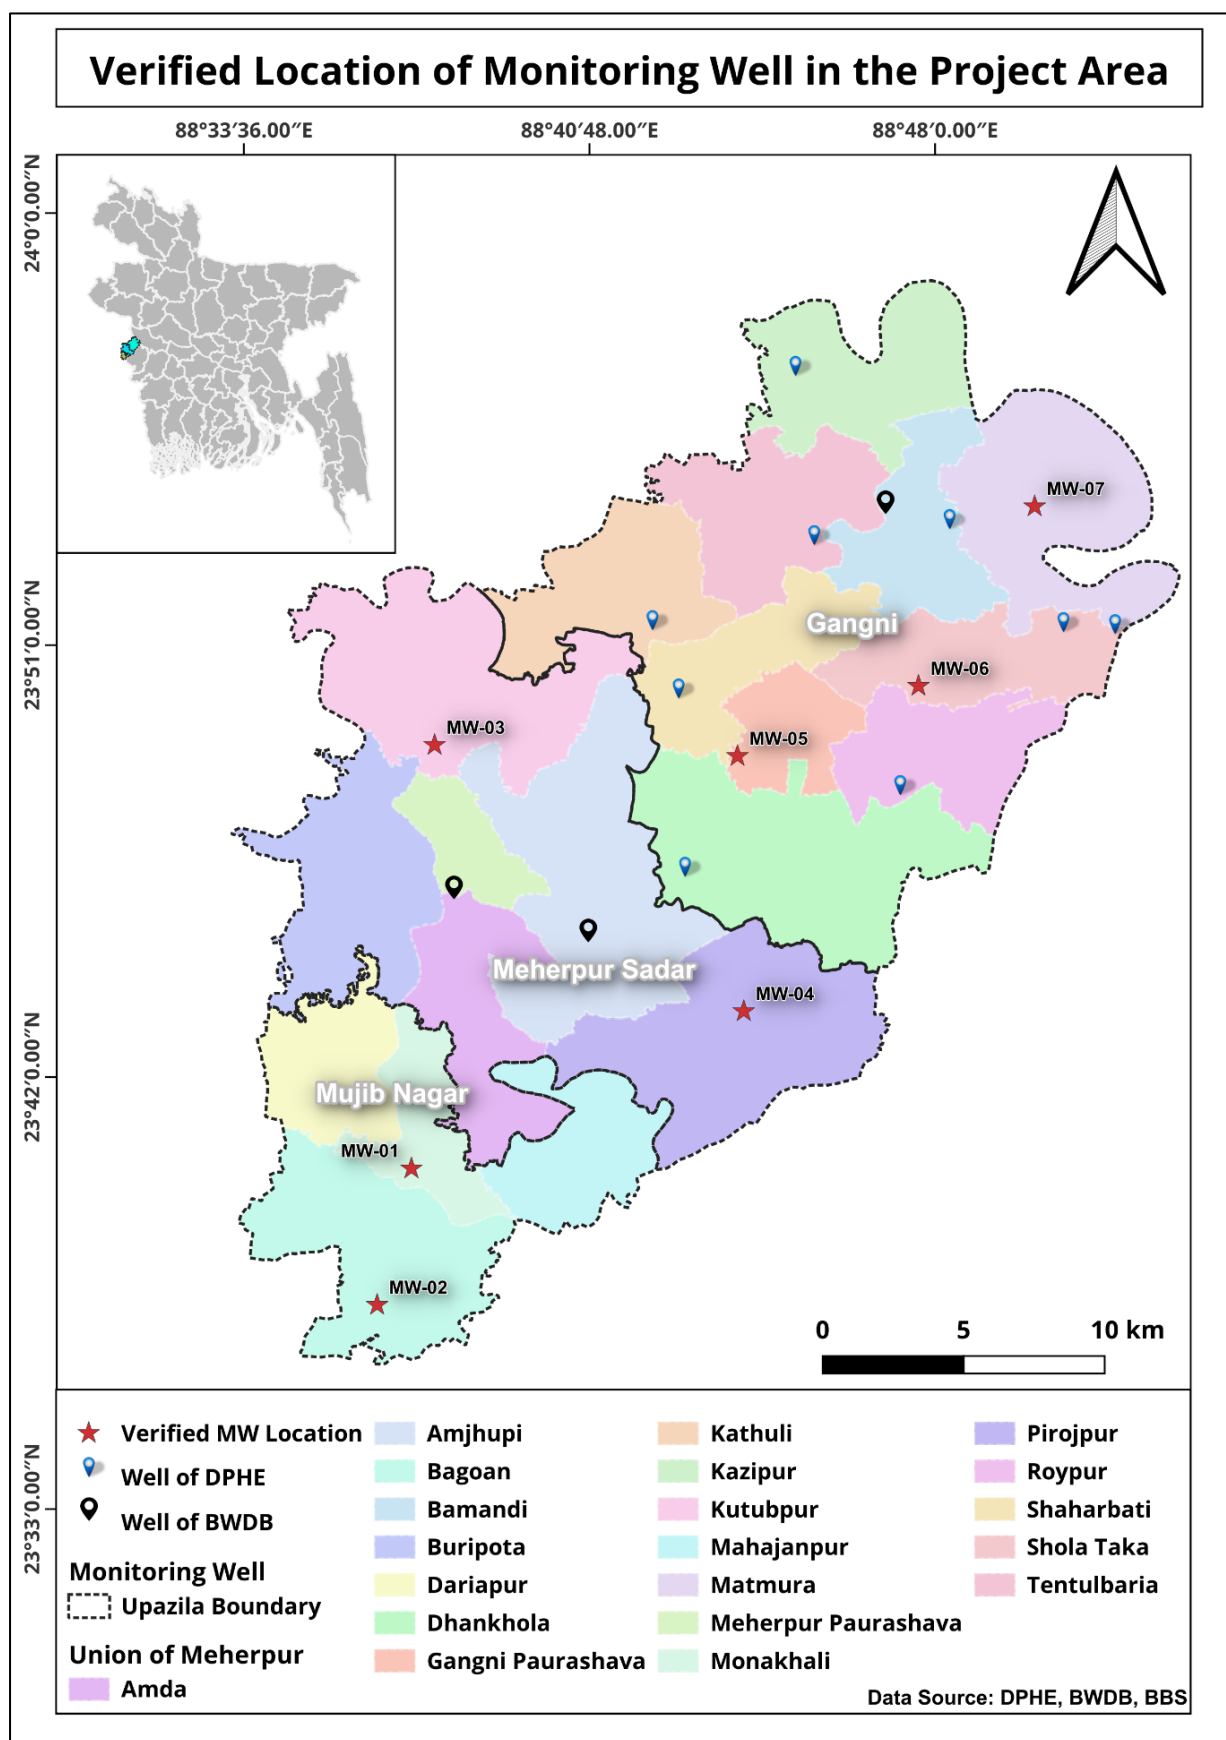 Verified Location of Monitoring Well in the Project Area
88°33′36.00″E
88°40′48.00″E
88°48′0.00″E
24°0′0.00″N
23°51′0.00″N
23°42′0.00″N
23°33′0.00″N
MW-07
Gangni
MW-06
MW-03
MW-05
Meherpur Sadar
MW-04
Mujib Nagar
MW-01
MW-02
0 5 10 km
Verified MW Location
Well of DPHE
Well of BWDB
Monitoring Well
Upazila Boundary
Union of Meherpur
Amda
Amjhupi
Bagoan
Bamandi
Buripota
Dariapur
Dhankhola
Gangni Paurashava
Kathuli
Kazipur
Kutubpur
Mahajanpur
Matmura
Meherpur Paurashava
Monakhali
Pirojpur
Roypur
Shaharbati
Shola Taka
Tentulbaria
Data Source: DPHE, BWDB, BBS